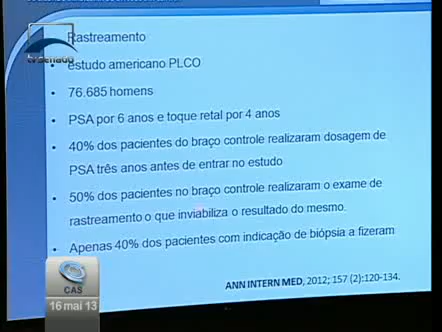 Rastreamento
tv senado
estudo americano PLCO
76.685 homens
PSA por 6 anos e toque retal por 4 anos
40% dos pacientes do braço controle realizaram dosagem de
PSA três anos antes de entrar no estudo
50% dos pacientes no braço controle realizaram o exame de
rastreamento o que inviabiliza o resultado do mesmo.
Apenas 40% dos pacientes com indicação de biópsia a fizeram
ANN INTERN MED, 2012; 157 (2):120-134.
CAS
16 mai 13